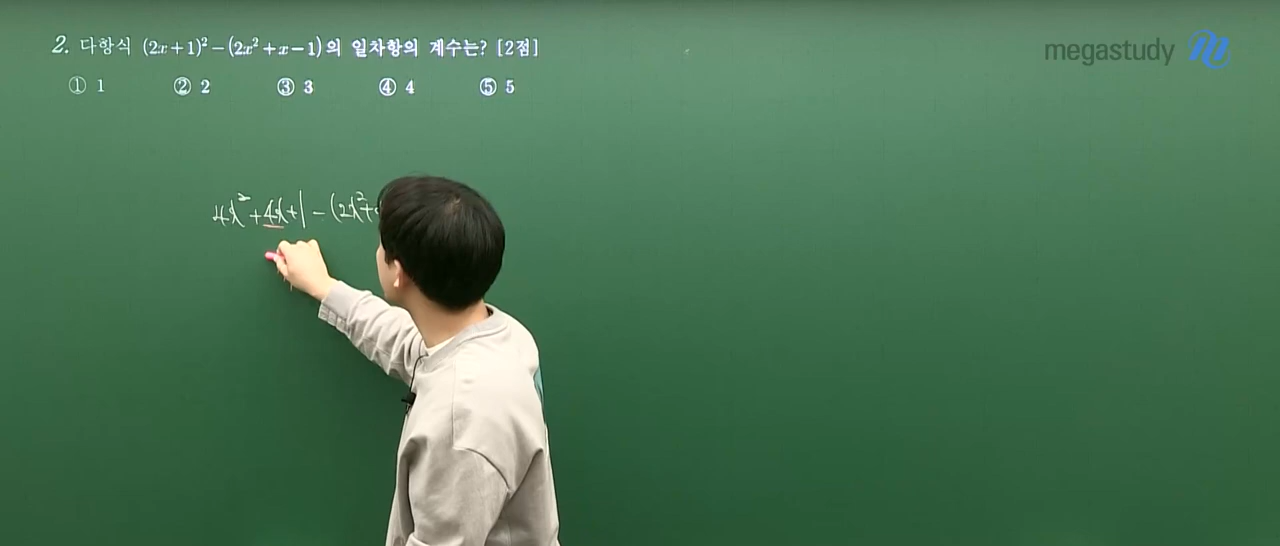 2. 다항식 (2x+1)²-(2x²+x-1)의 일차항의 계수는? [2점]
megastudy
① 1 ② 2 ③ 3 ④ 4 ⑤ 5
4x²+4x+1-(2x²+